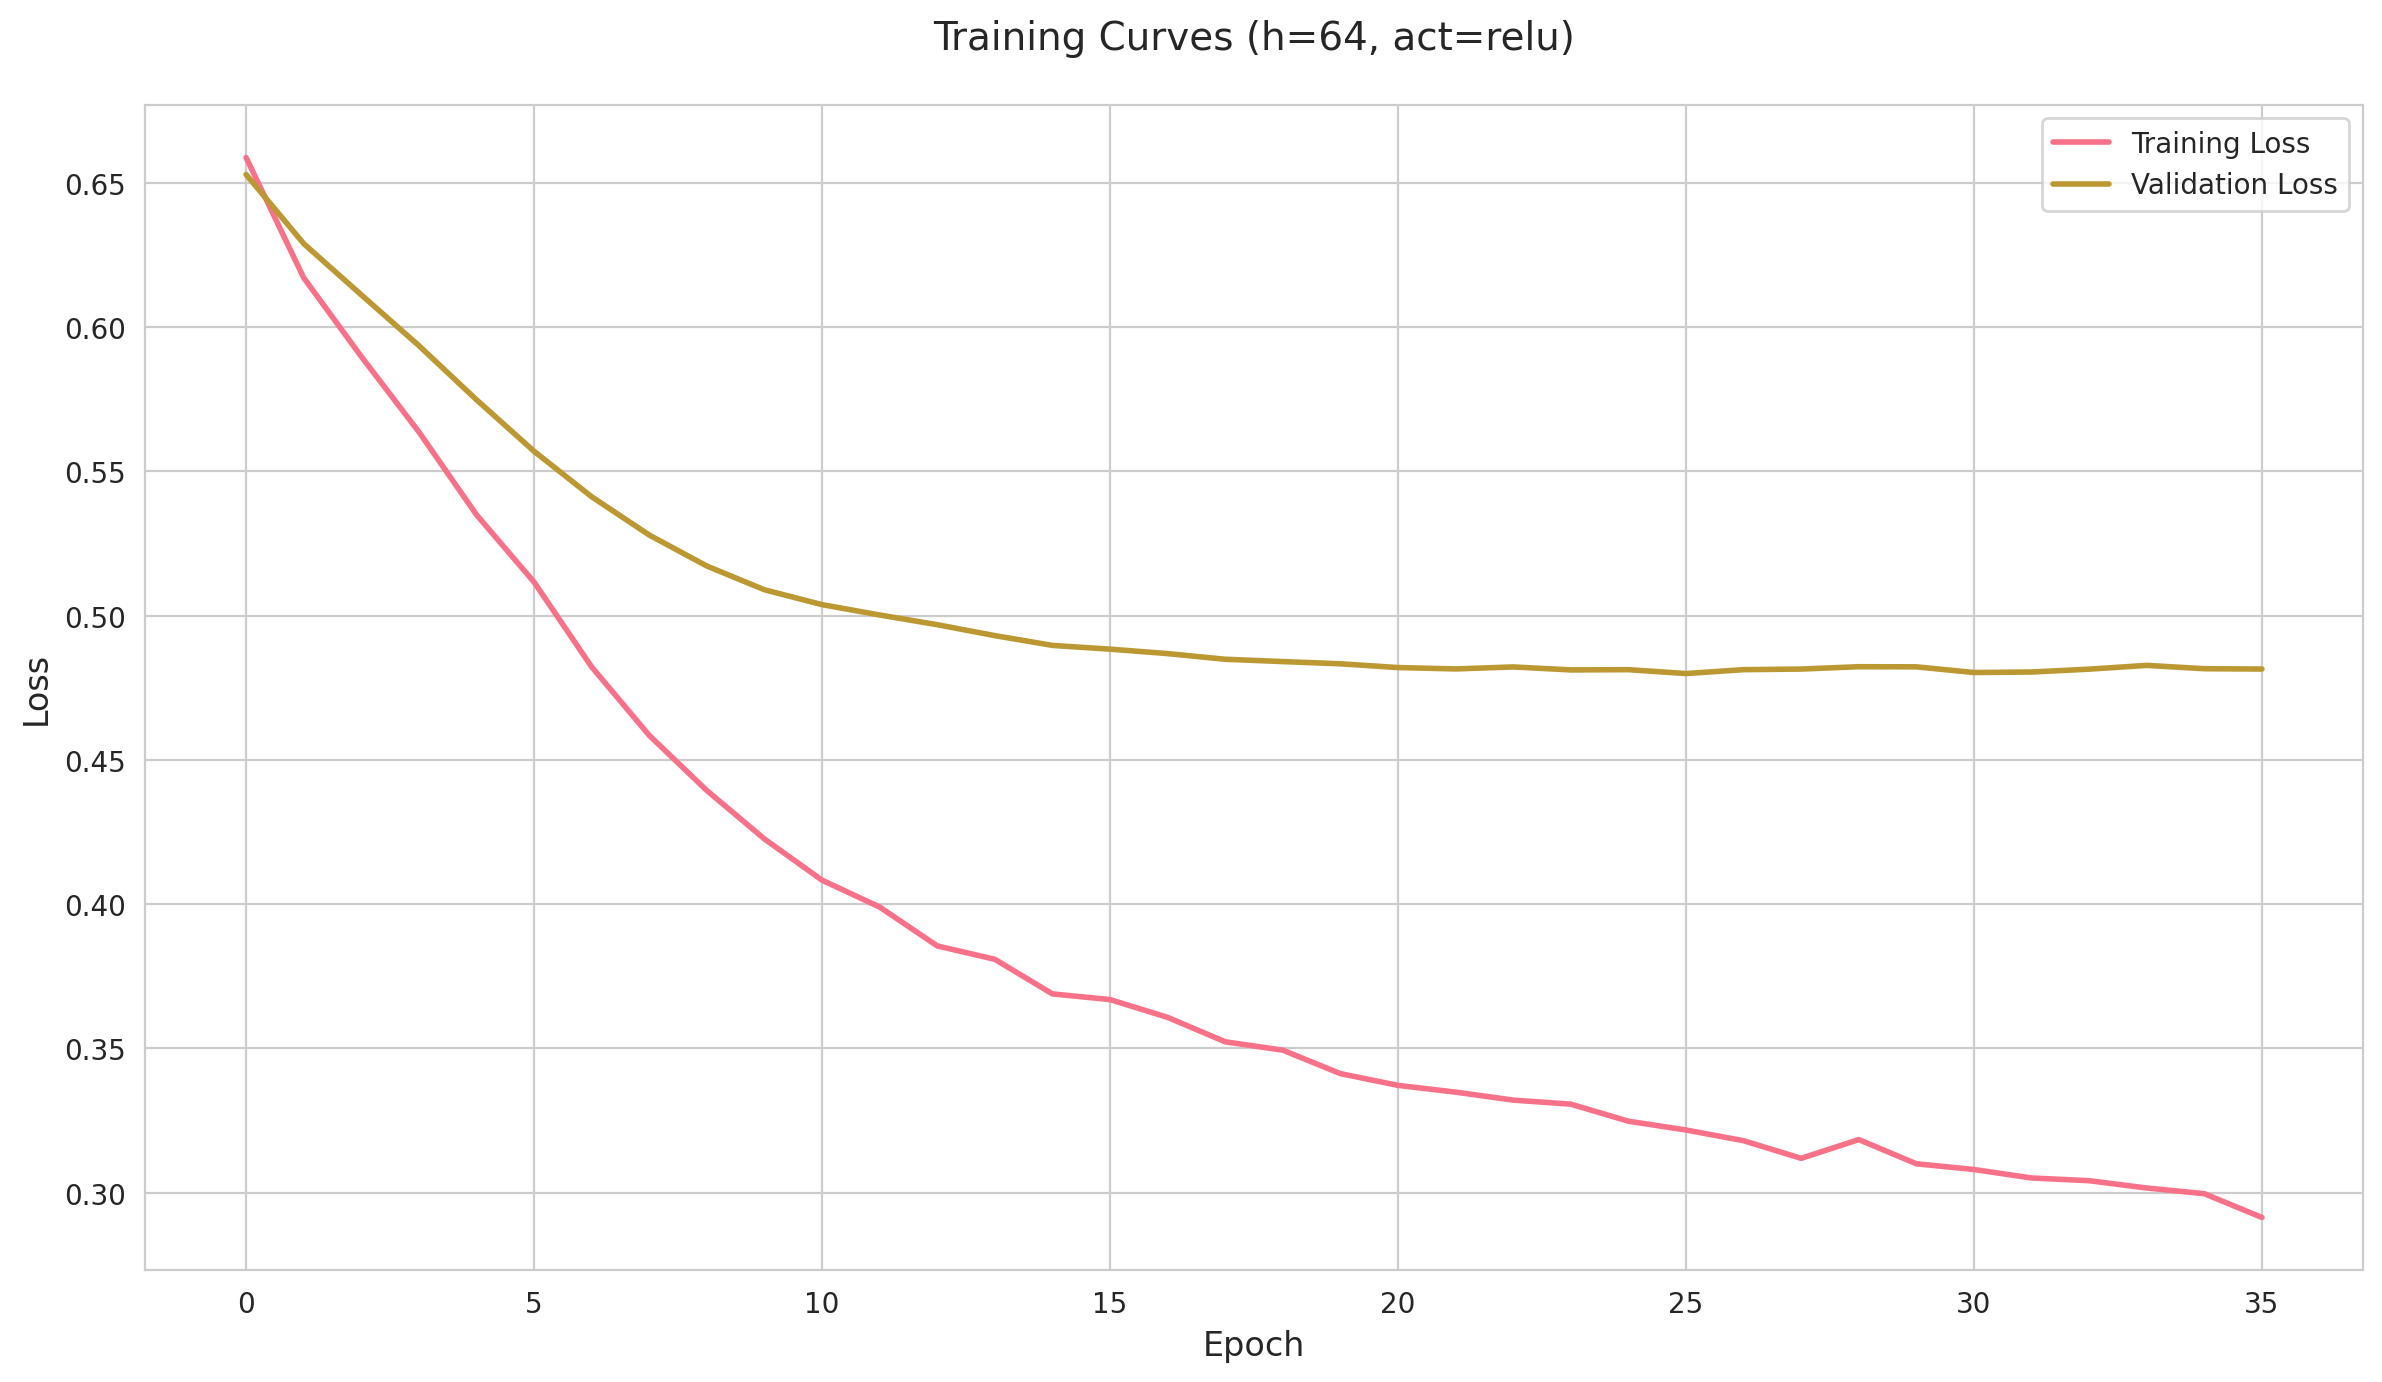 Training Curves (h=64, act=relu)
Training Loss
Validation Loss
0.65
0.60
0.55
0.50
0.45
0.40
0.35
0.30
Loss
0 5 10 15 20 25 30 35
Epoch